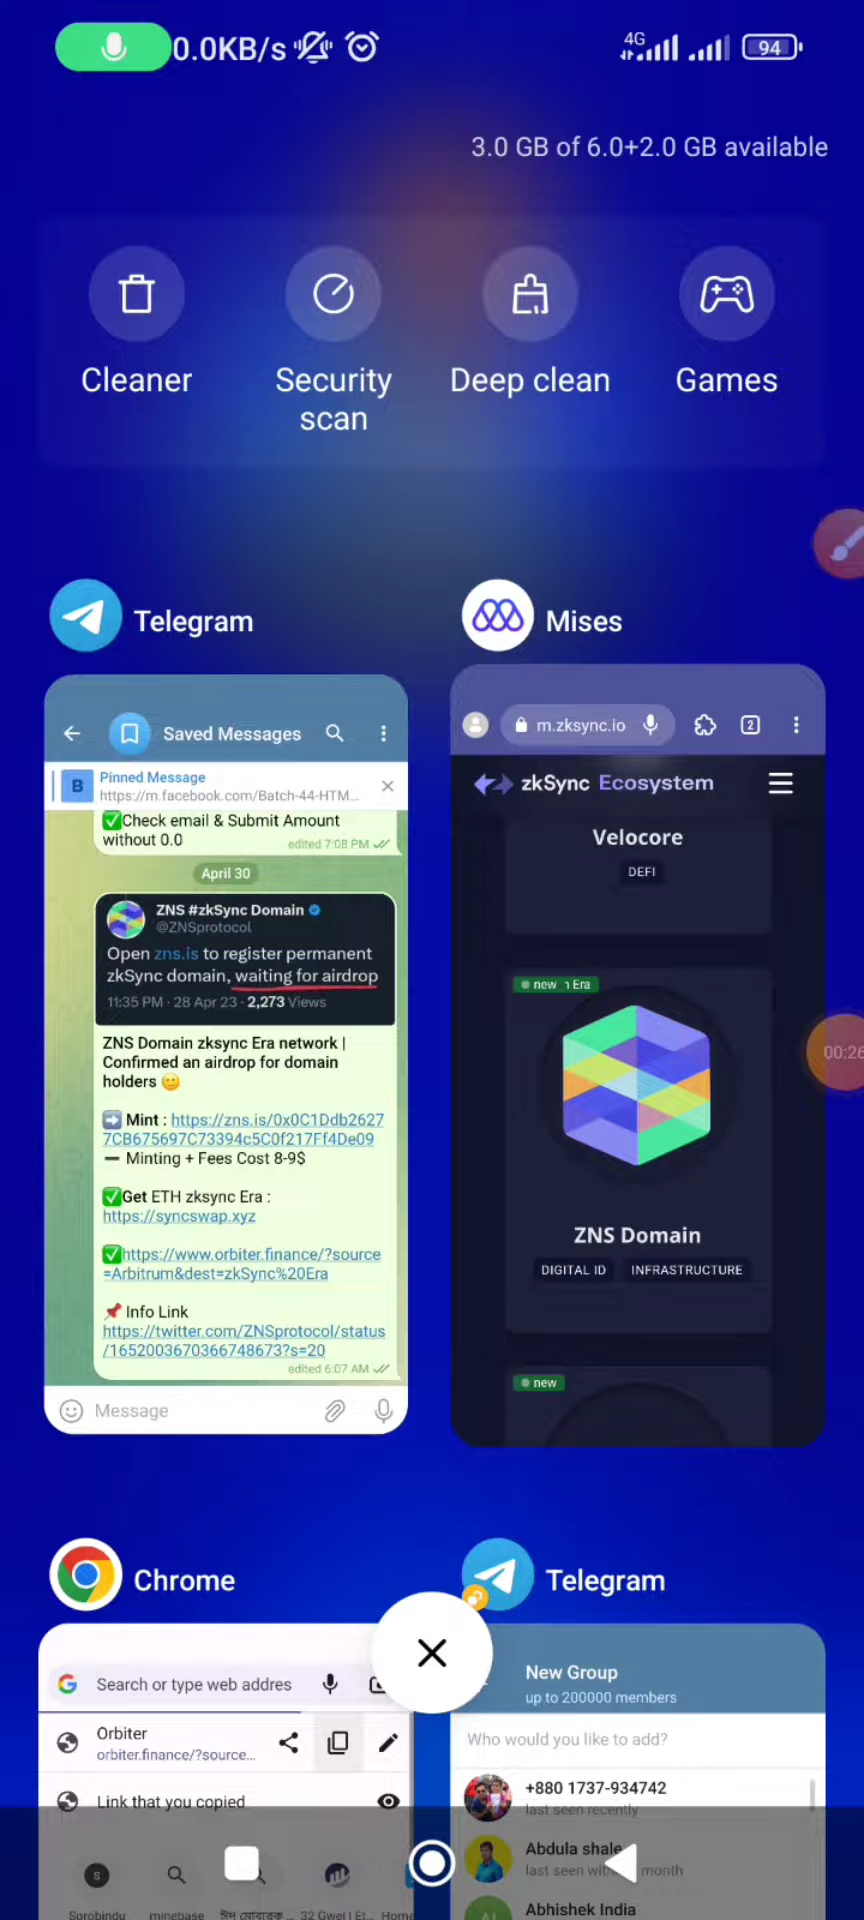 0.0KB/s
4G
94
3.0 GB of 6.0+2.0 GB available
Cleaner
Security
scan
Deep clean
Games
Telegram
Mises
Saved Messages
Pinned Message
https://m.facebook.com/Batch-44-HTM...
✅Check email & Submit Amount
without 0.0
edited 7:08 PM
April 30
ZNS #zkSync Domain
@ZNSprotocol
Open zns.is to register permanent
zkSync domain, waiting for airdrop
11:35 PM · 28 Apr 23 · 2,273 Views
ZNS Domain zksync Era network |
Confirmed an airdrop for domain
holders 🙂
➡️ Mint : https://zns.is/0x0C1Ddb2627
7CB675697C73394c5C0f217Ff4De09
➖ Minting + Fees Cost 8-9$
✅Get ETH zksync Era :
https://syncswap.xyz
✅https://www.orbiter.finance/?source
=Arbitrum&dest=zkSync%20Era
📌 Info Link
https://twitter.com/ZNSprotocol/status
/1652003670366748673?s=20
edited 6:07 AM
Message
m.zksync.io
2
zkSync Ecosystem
Velocore
DEFI
new
Era
ZNS Domain
DIGITAL ID
INFRASTRUCTURE
new
00:26
Chrome
Telegram
Search or type web addres
Orbiter
orbiter.finance/?source...
Link that you copied
Sorobindu
minebase
32 Gwei | Et...
Home
New Group
up to 200000 members
Who would you like to add?
+880 1737-934742
last seen recently
Abdula shale
last seen with
month
Abhishek India